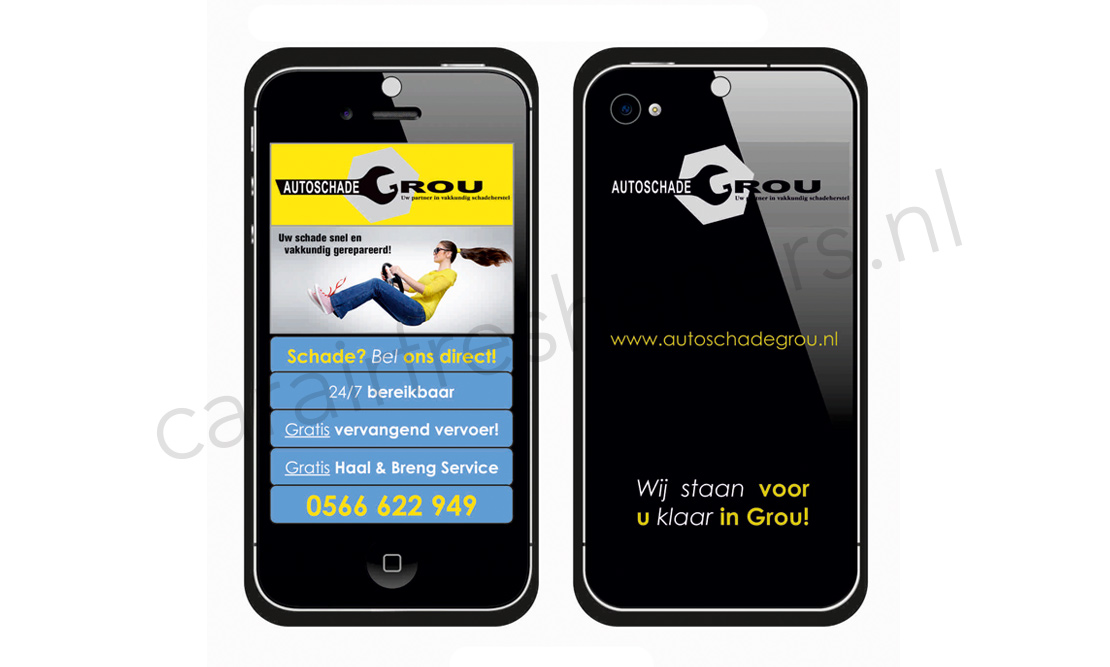 AUTOSCHADE GROU
Uw partner in vakkundig schadeherstel
Uw schade snel en
vakkundig gerepareerd!
Schade? Bel ons direct!
24/7 bereikbaar
Gratis vervangend vervoer!
Gratis Haal & Breng Service
0566 622 949
AUTOSCHADE GROU
Uw partner in vakkundig schadeherstel
www.autoschadegrou.nl
Wij staan voor
u klaar in Grou!
carairfresheners.nl